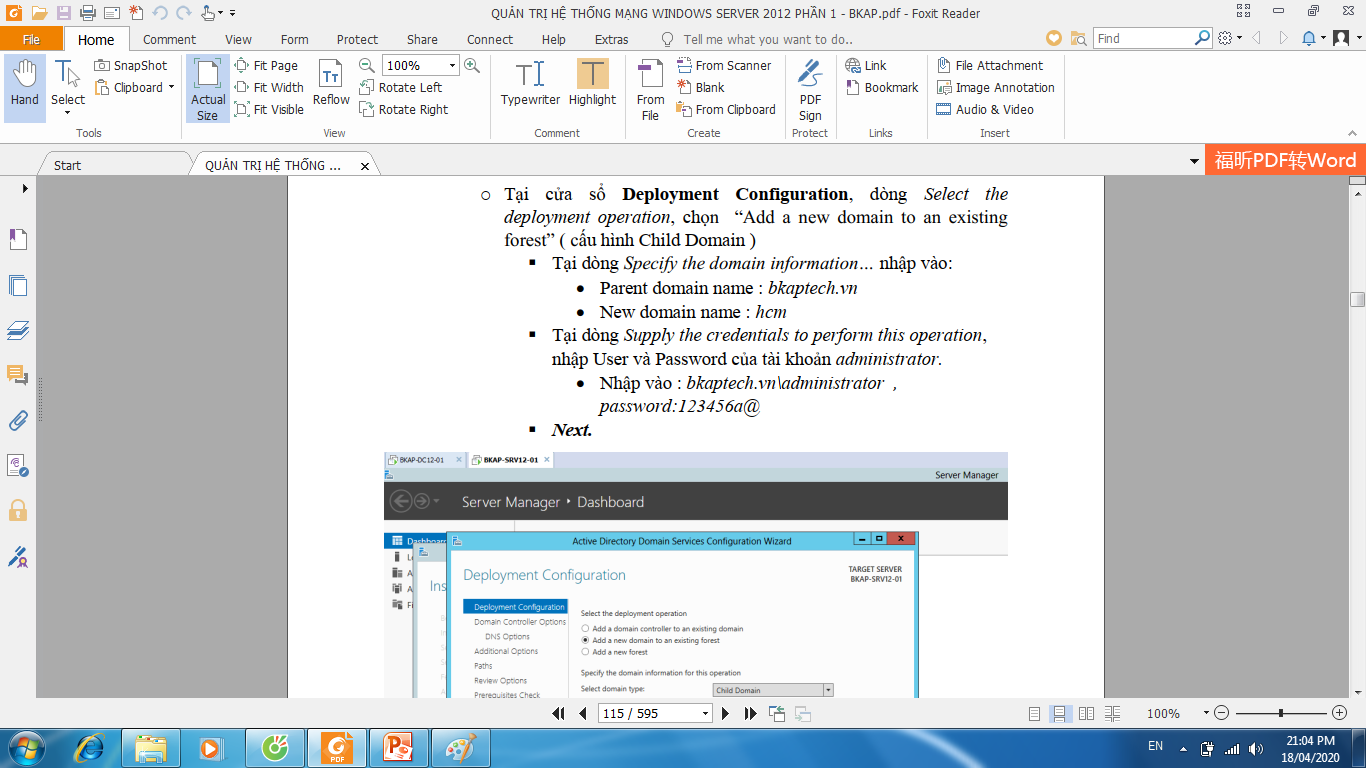 QUẢN TRỊ HỆ THỐNG MẠNG WINDOWS SERVER 2012 PHẦN 1 - BKAP.pdf - Foxit Reader
File Home Comment View Form Protect Share Connect Help Extras Tell me what you want to do.. Find
Hand Select SnapShot Clipboard Actual Size Fit Page Fit Width Fit Visible Reflow 100% Rotate Left Rotate Right Typewriter Highlight From File From Scanner Blank From Clipboard PDF Sign Link Bookmark File Attachment Image Annotation Audio & Video
Tools View Comment Create Protect Links Insert
Start QUẢN TRỊ HỆ THỐNG ... 福昕PDF转Word
o Tại cửa sổ Deployment Configuration, dòng Select the
deployment operation, chọn “Add a new domain to an existing
forest” ( cấu hình Child Domain )
▪ Tại dòng Specify the domain information… nhập vào:
• Parent domain name : bkaptech.vn
• New domain name : hcm
▪ Tại dòng Supply the credentials to perform this operation,
nhập User và Password của tài khoản administrator.
• Nhập vào : bkaptech.vn\administrator ,
password:123456a@
▪ Next.
BKAP-DC12-01 BKAP-SRV12-01
Server Manager
Server Manager • Dashboard
Dashboar
Ins
Active Directory Domain Services Configuration Wizard
Deployment Configuration
TARGET SERVER
BKAP-SRV12-01
Deployment Configuration
Domain Controller Options
DNS Options
Additional Options
Paths
Review Options
Prerequisites Check
Select the deployment operation
Add a domain controller to an existing domain
Add a new domain to an existing forest
Add a new forest
Specify the domain information for this operation
Select domain type: Child Domain
115 / 595 100%
PDF
EN 21:04 PM
18/04/2020